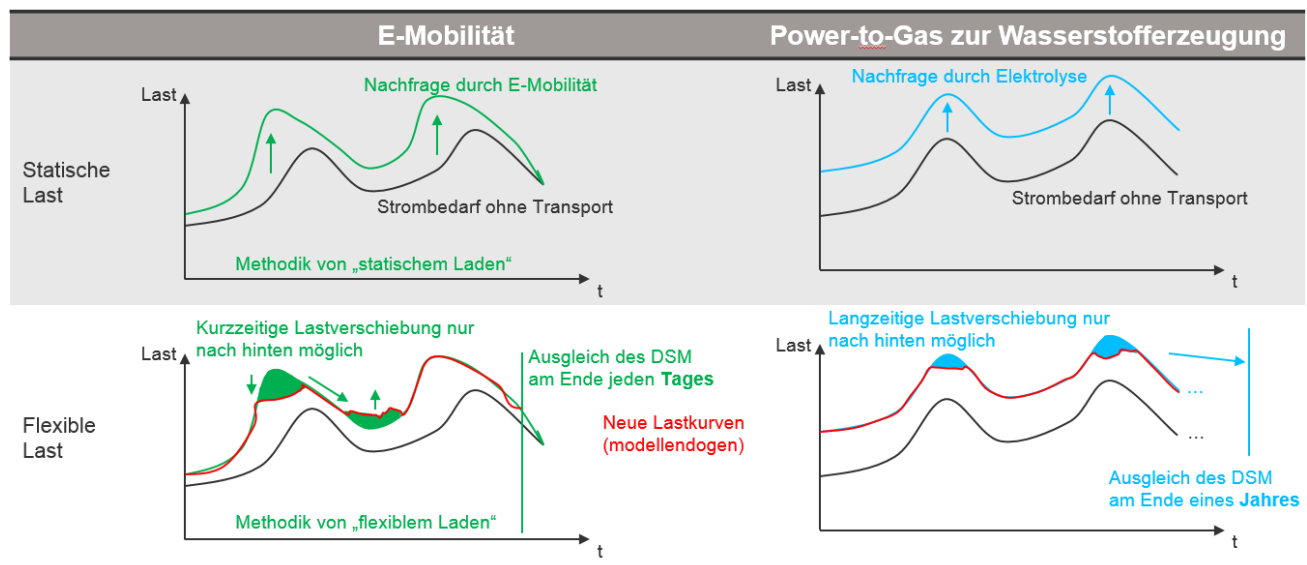 E-Mobilität
Power-to-Gas zur Wasserstofferzeugung
Statische
Last
Last
Nachfrage durch E-Mobilität
Strombedarf ohne Transport
Methodik von „statischem Laden“
t
Last
Nachfrage durch Elektrolyse
Strombedarf ohne Transport
t
Flexible
Last
Kurzzeitige Lastverschiebung nur
nach hinten möglich
Last
Ausgleich des DSM
am Ende jeden Tages
Neue Lastkurven
(modellendogen)
Methodik von „flexiblem Laden“
t
Langzeitige Lastverschiebung nur
nach hinten möglich
Last
...
...
Ausgleich des DSM
am Ende eines Jahres
t